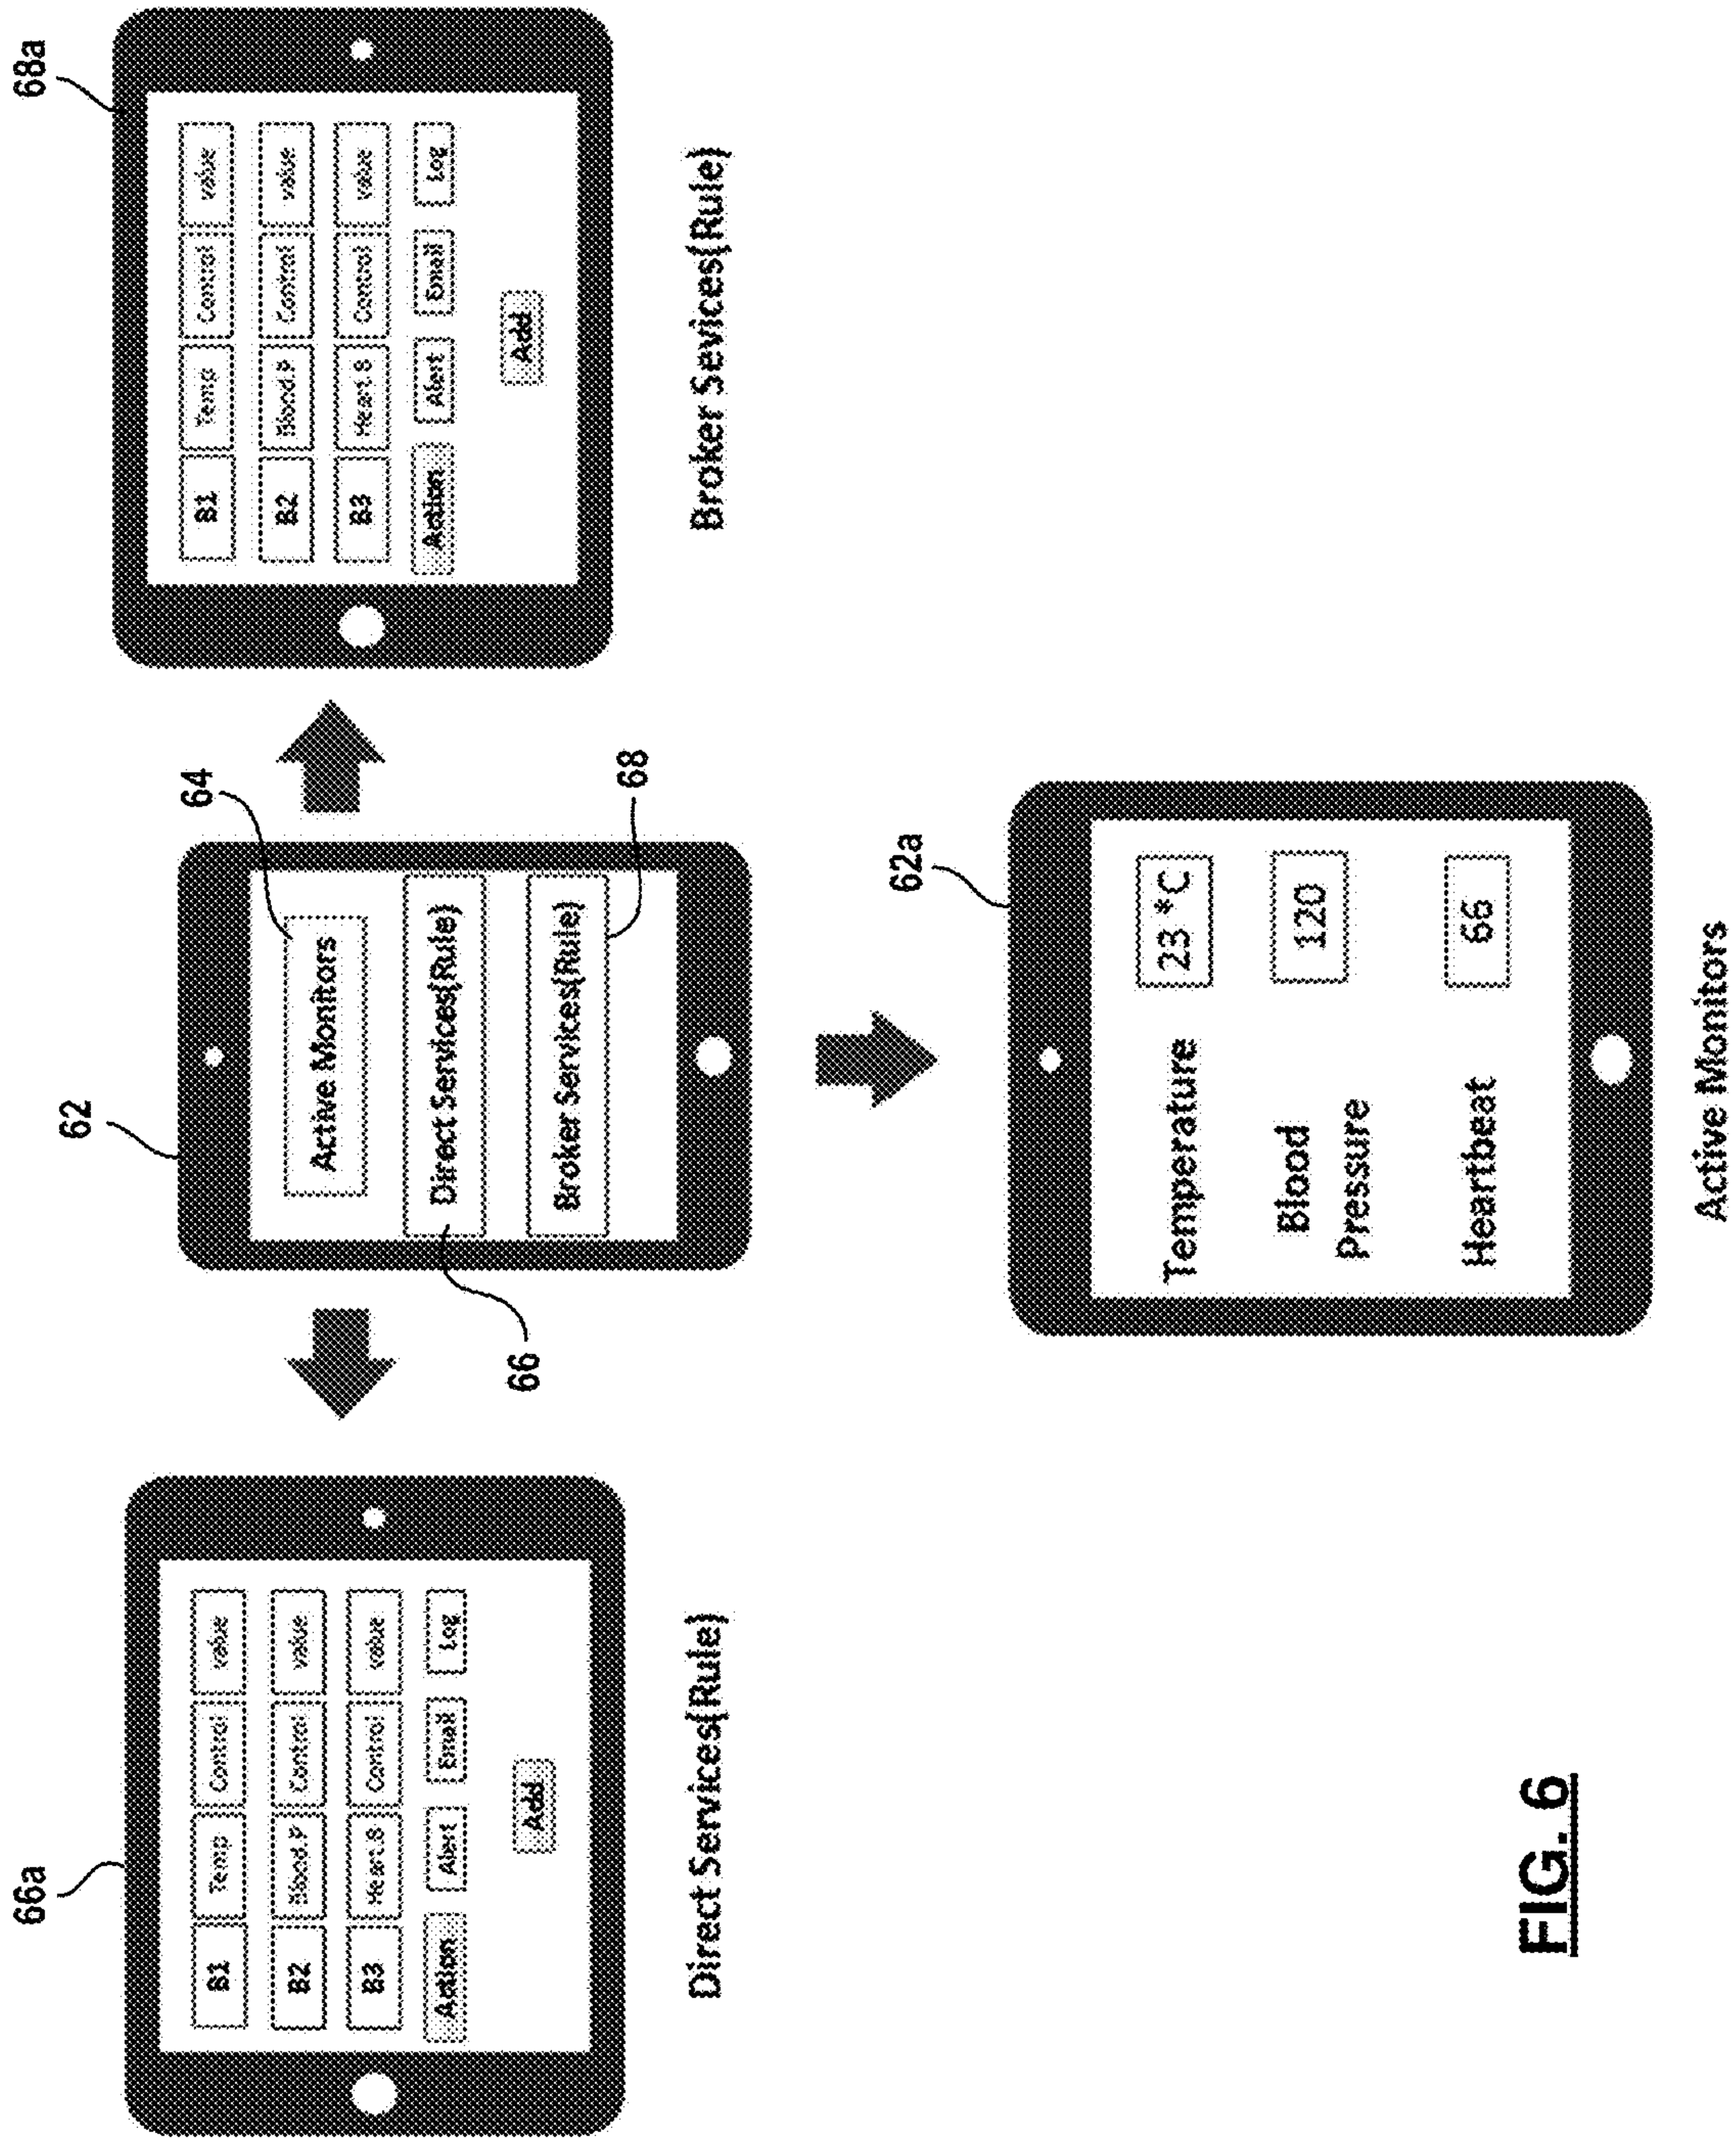 66a
B1 Temp Control value
B2 Blood.P Control value
B3 Heart.B Control value
Action Alert Email Log
Add
Direct Services(Rule)
62
64
Active Monitors
Direct Services(Rule)
Broker Services(Rule)
66
68
68a
B1 Temp Control value
B2 Blood.P Control value
B3 Heart.B Control value
Action Alert Email Log
Add
Broker Sevices(Rule)
62a
Temperature 23 *C
Blood
Pressure 120
Heartbeat 66
Active Monitors
FIG. 6